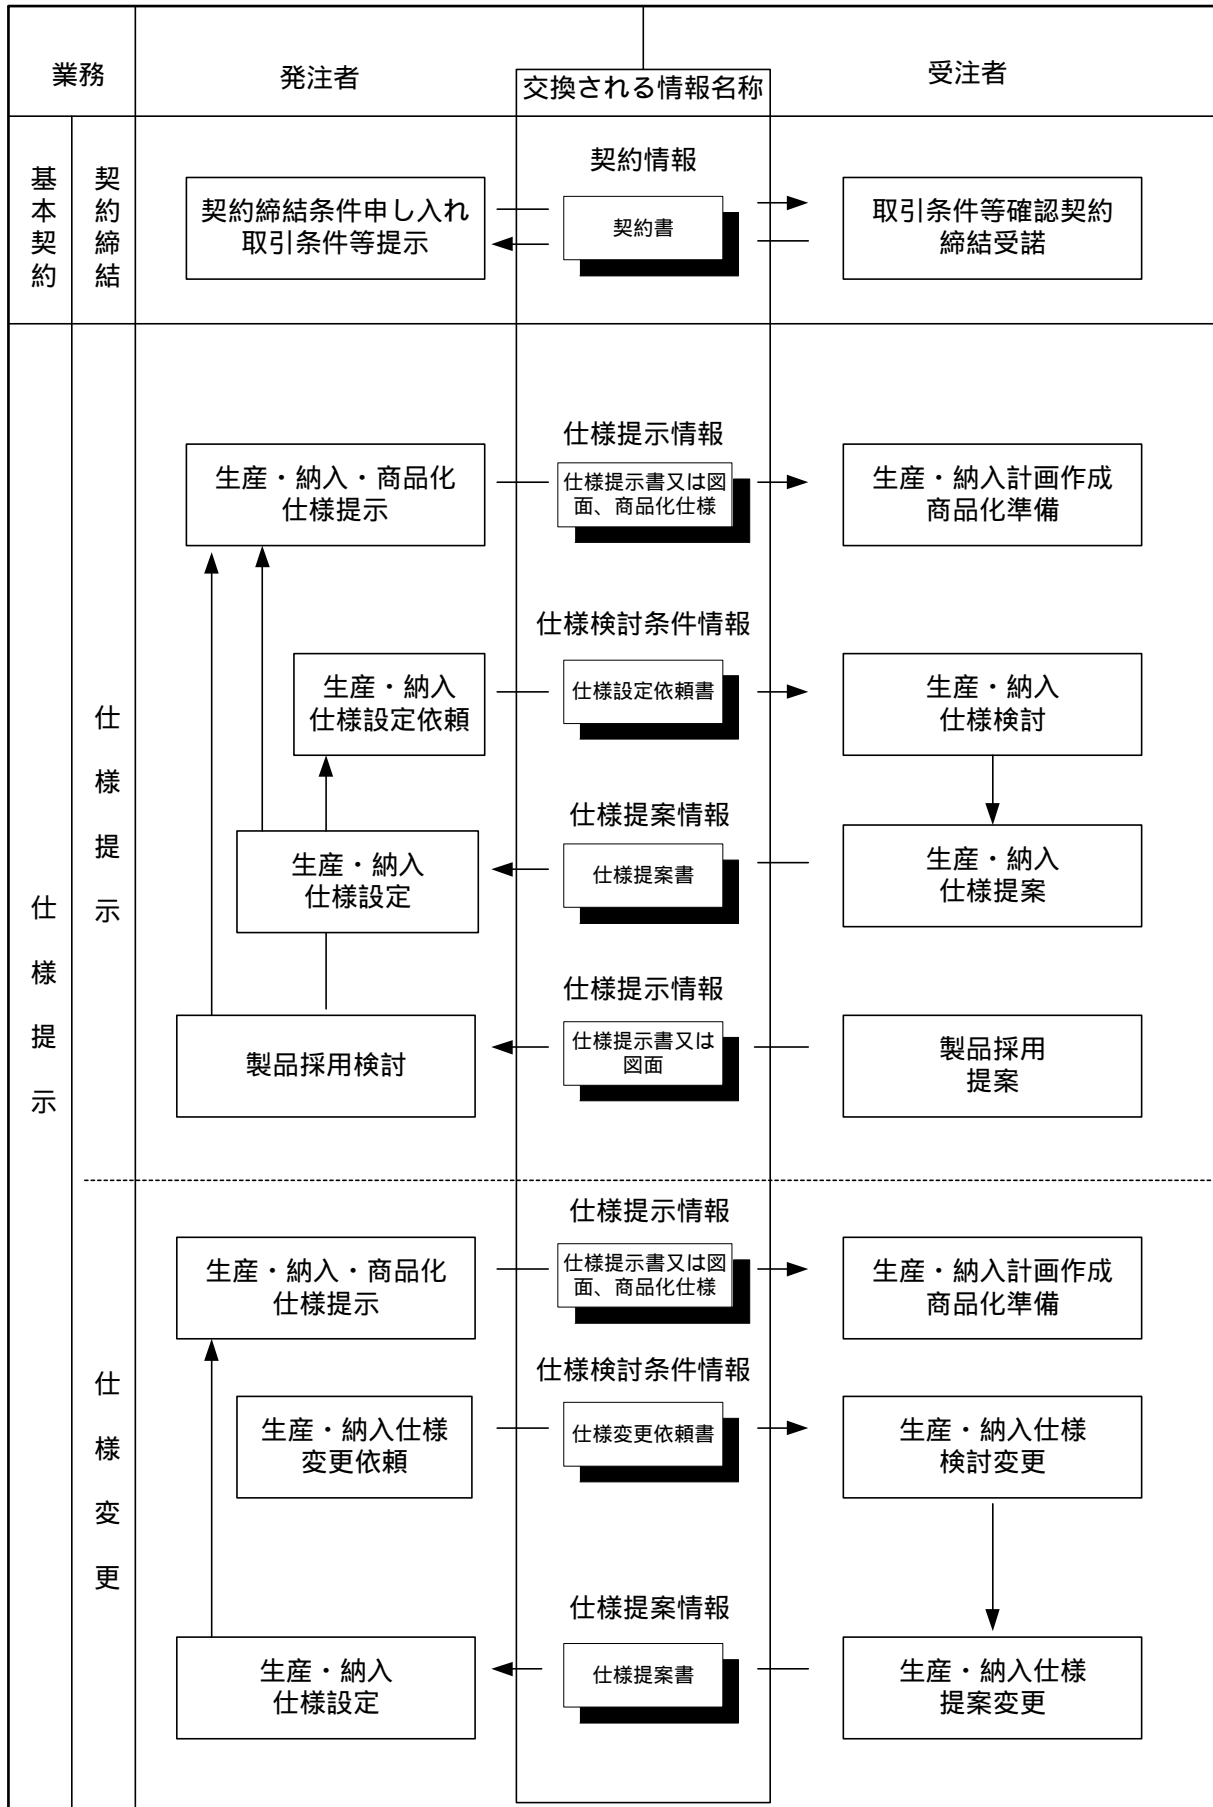 業務
発注者
交換される情報名称
受注者
基本契約
契約締結
契約締結条件申し入れ
取引条件等提示
契約情報
契約書
取引条件等確認契約
締結受諾
仕様提示
仕様提示
生産・納入・商品化
仕様提示
仕様提示情報
仕様提示書又は図
面、商品化仕様
生産・納入計画作成
商品化準備
生産・納入
仕様設定依頼
仕様検討条件情報
仕様設定依頼書
生産・納入
仕様検討
生産・納入
仕様設定
仕様提案情報
仕様提案書
生産・納入
仕様提案
製品採用検討
仕様提示情報
仕様提示書又は
図面
製品採用
提案
仕様変更
生産・納入・商品化
仕様提示
仕様提示情報
仕様提示書又は図
面、商品化仕様
生産・納入計画作成
商品化準備
生産・納入仕様
変更依頼
仕様検討条件情報
仕様変更依頼書
生産・納入仕様
検討変更
生産・納入
仕様設定
仕様提案情報
仕様提案書
生産・納入仕様
提案変更